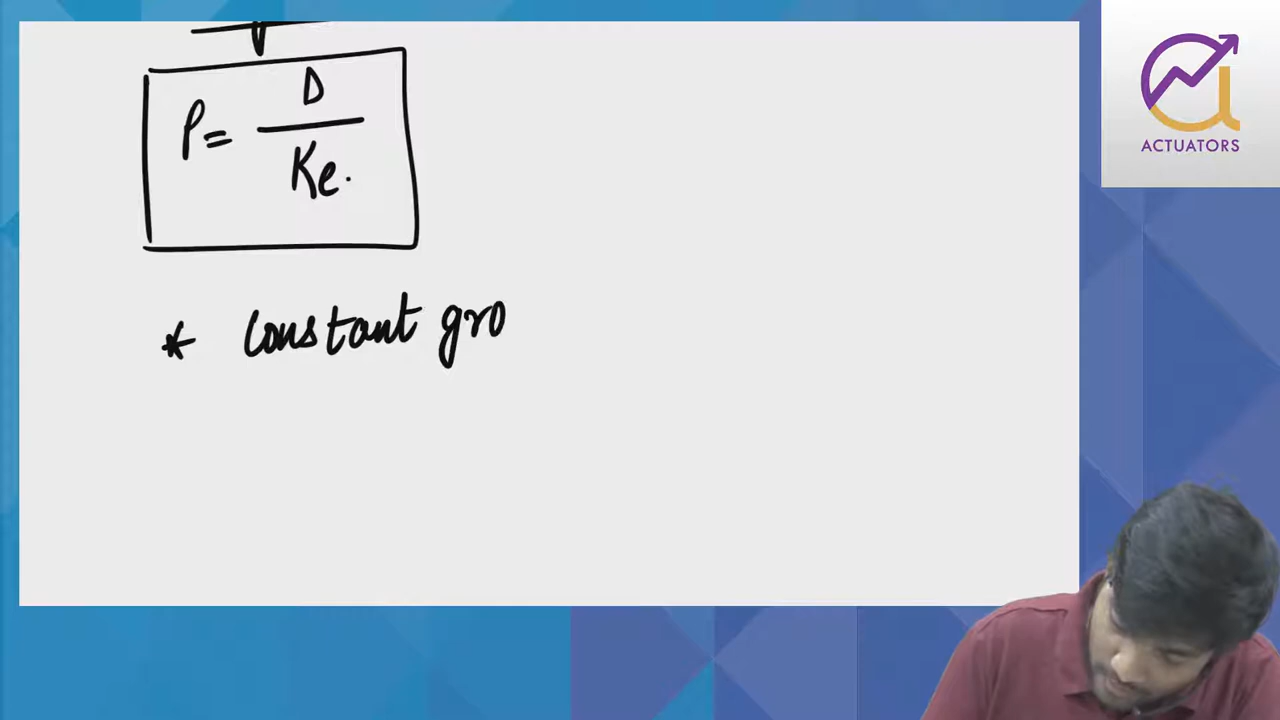 P = D
Ke.
* Constant gro
ACTUATORS